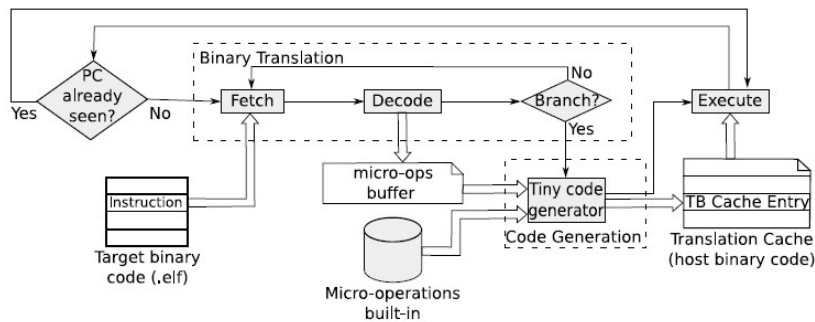 Binary Translation
PC
already
seen?
Yes
No
Fetch
Decode
Branch?
No
Yes
Execute
Instruction
Target binary
code (.elf)
micro-ops
buffer
Tiny code
generator
Code Generation
Micro-operations
built-in
TB Cache Entry
Translation Cache
(host binary code)